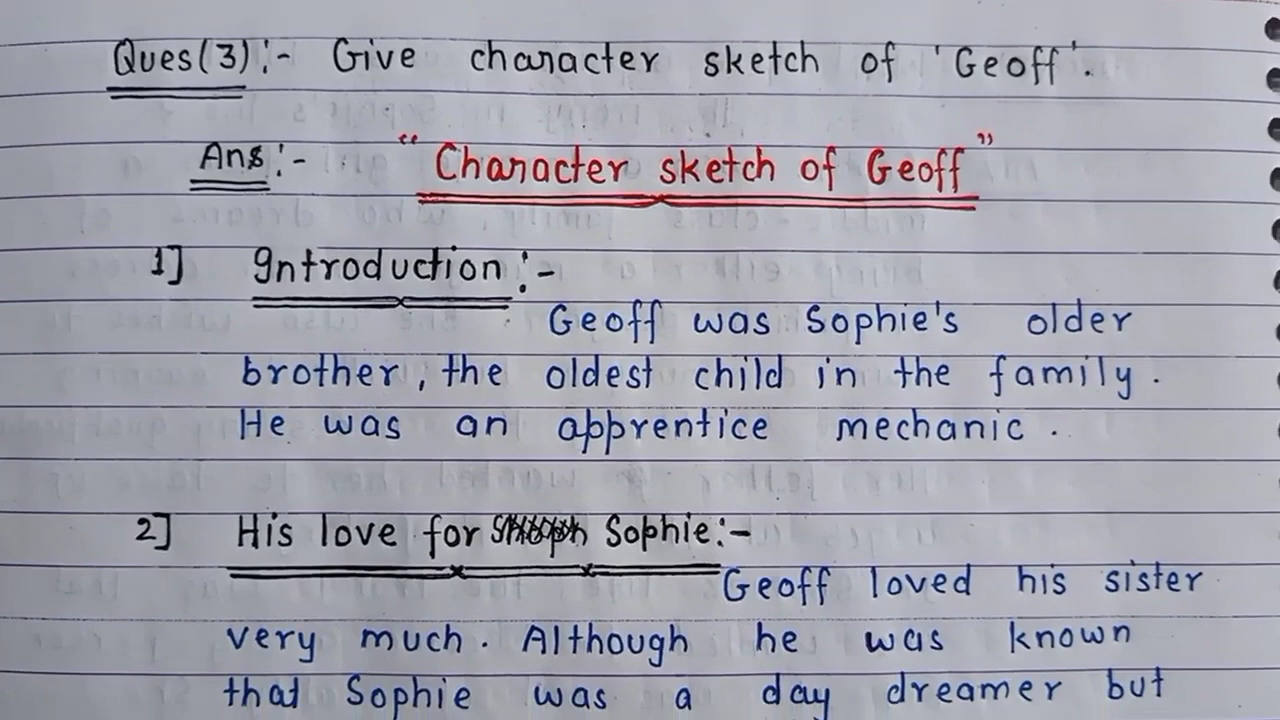 Ques(3):- Give character sketch of 'Geoff'.
Ans:- "Character sketch of Geoff"
1] Introduction:-
Geoff was Sophie's older
brother, the oldest child in the family.
He was an apprentice mechanic.
2] His love for Sophie:-
Geoff loved his sister
very much. Although he was known
that Sophie was a day dreamer but